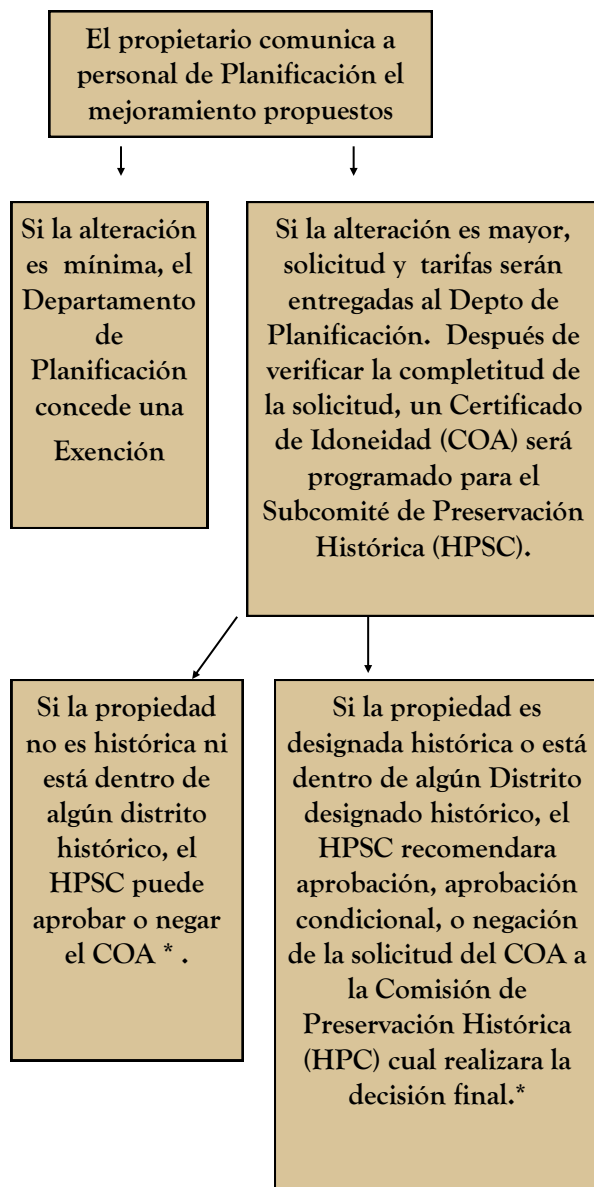 El propietario comunica a
personal de Planificación el
mejoramiento propuestos
Si la alteración
es mínima, el
Departamento
de
Planificación
concede una
Exención
Si la alteración es mayor,
solicitud y tarifas serán
entregadas al Depto de
Planificación. Después de
verificar la completitud de
la solicitud, un Certificado
de Idoneidad (COA) será
programado para el
Subcomité de Preservación
Histórica (HPSC).
Si la propiedad
no es histórica ni
está dentro de
algún distrito
histórico, el
HPSC puede
aprobar o negar
el COA * .
Si la propiedad es
designada histórica o está
dentro de algún Distrito
designado histórico, el
HPSC recomendara
aprobación, aprobación
condicional, o negación
de la solicitud del COA a
la Comisión de
Preservación Histórica
(HPC) cual realizara la
decisión final.*